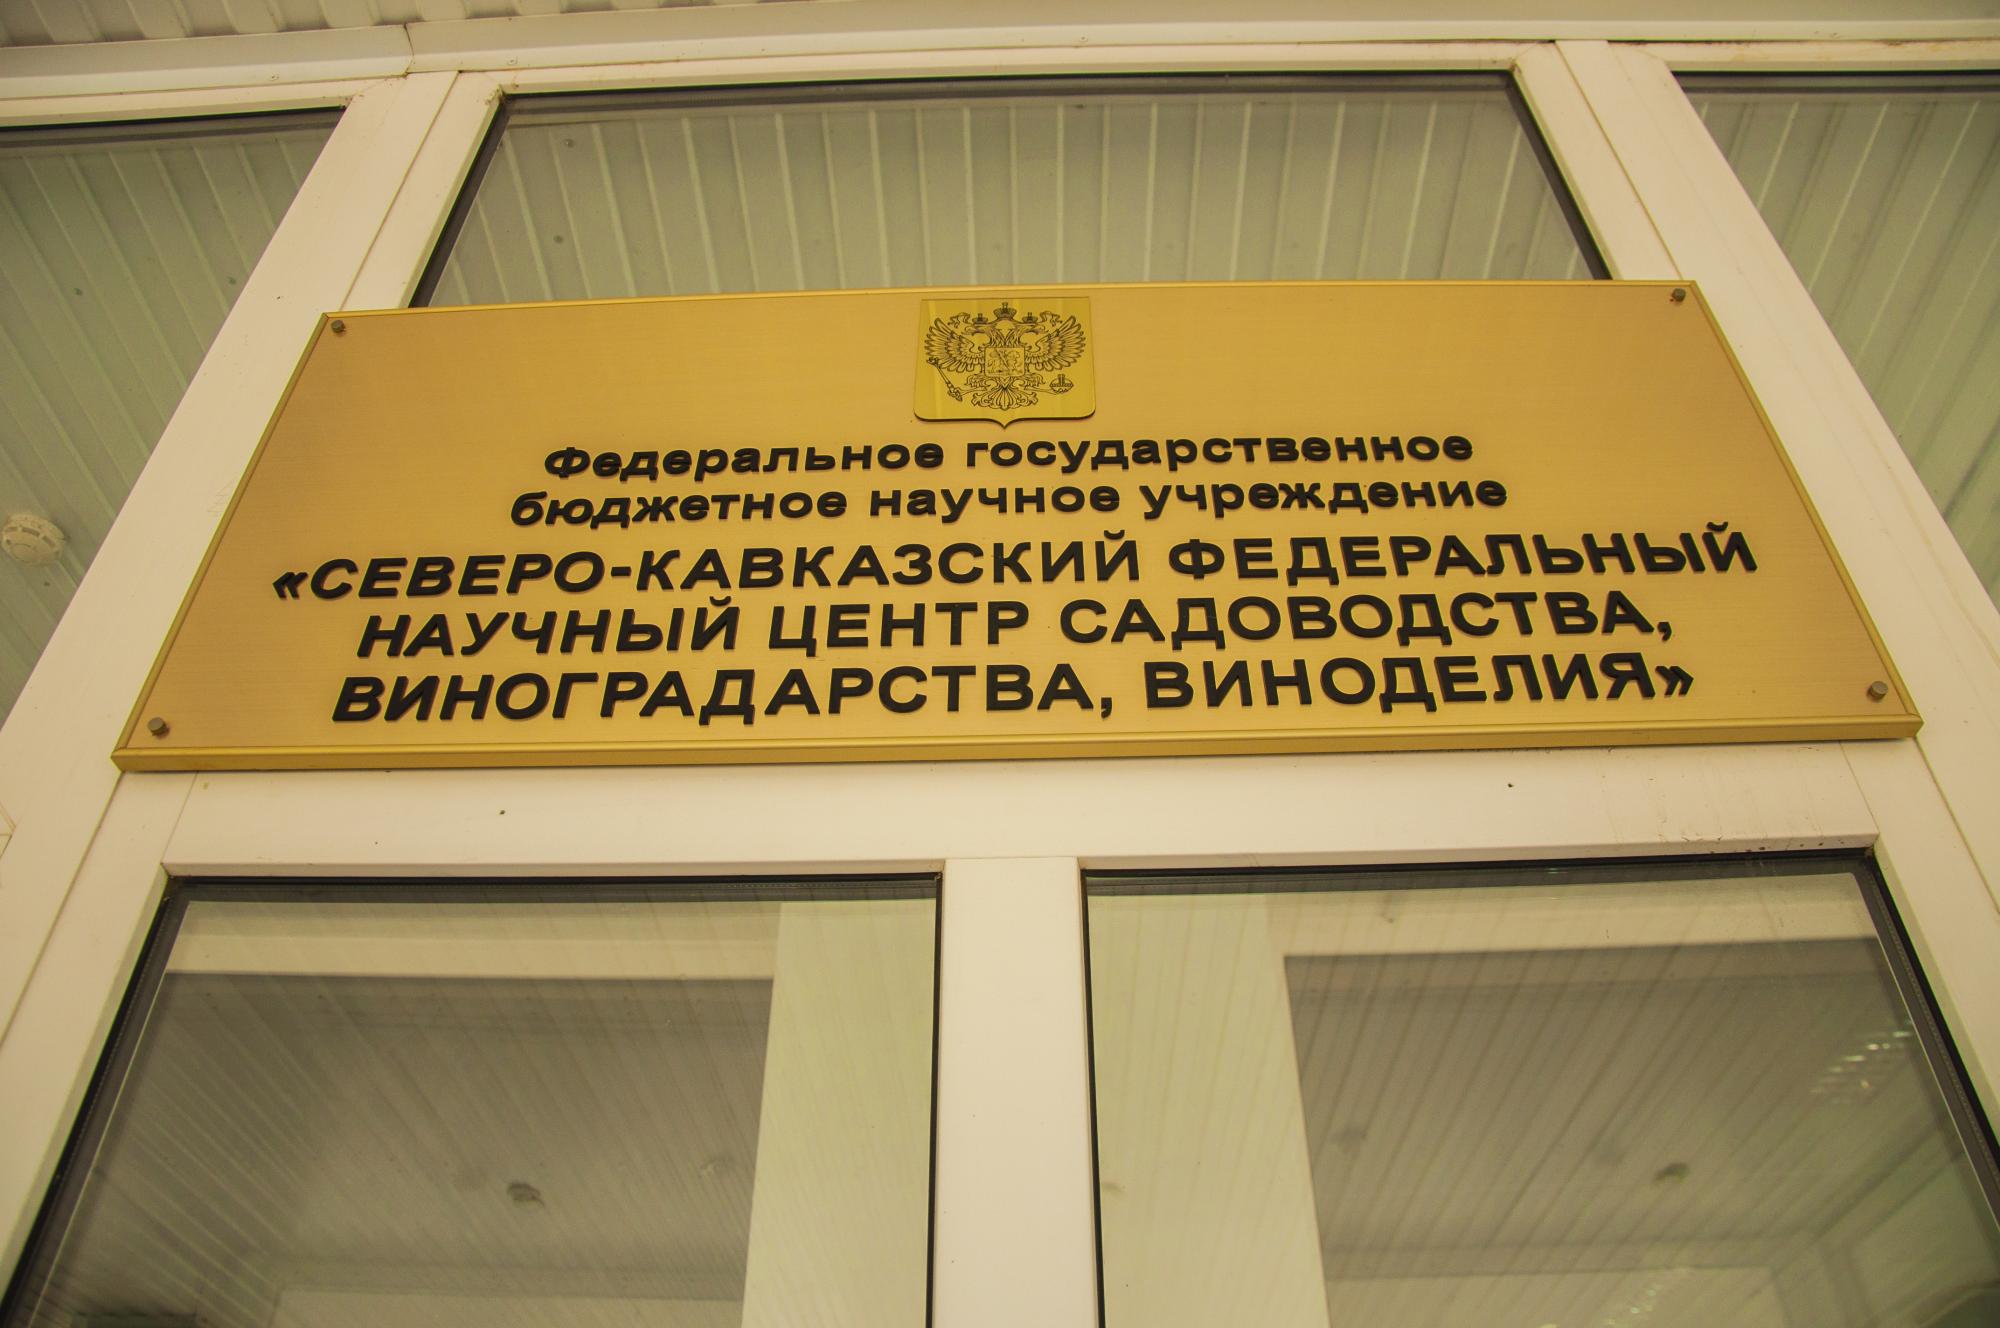 Федеральное государственное
бюджетное научное учреждение
«СЕВЕРО-КАВКАЗСКИЙ ФЕДЕРАЛЬНЫЙ
НАУЧНЫЙ ЦЕНТР САДОВОДСТВА,
ВИНОГРАДАРСТВА, ВИНОДЕЛИЯ»